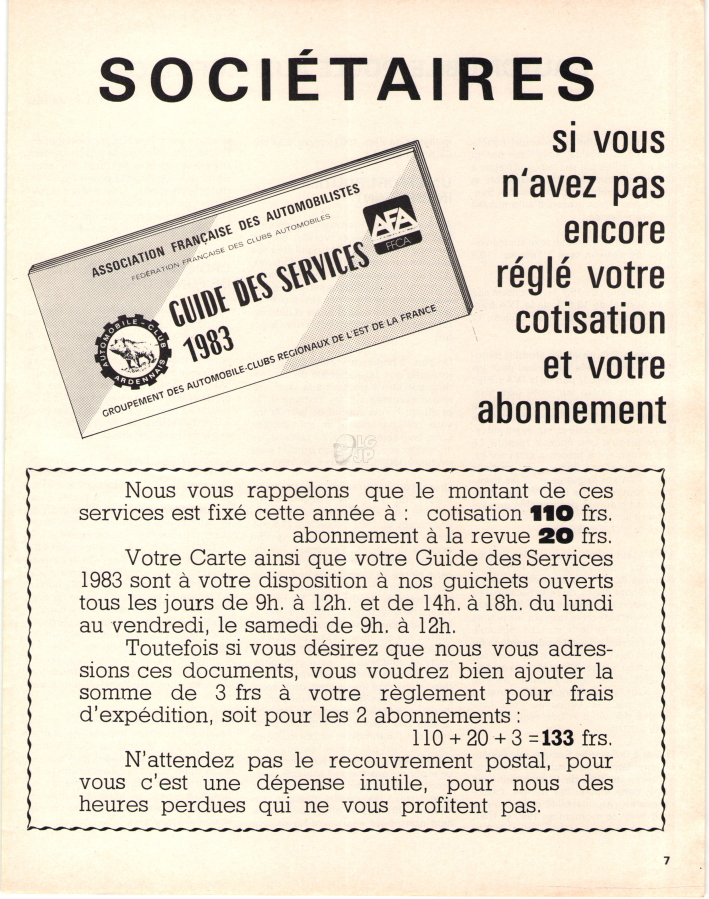 SOCIÉTAIRES
si vous
n'avez pas
encore
réglé votre
cotisation
et votre
abonnement
ASSOCIATION FRANÇAISE DES AUTOMOBILISTES
FEDÉRATION FRANÇAISE DES CLUBS AUTOMOBILES
AFA
FFCA
GUIDE DES SERVICES
1983
AUTOMOBILE-CLUB
ARDENNAIS
GROUPEMENT DES AUTOMOBILE-CLUBS REGIONAUX DE L'EST DE LA FRANCE
LG
JP
Nous vous rappelons que le montant de ces
services est fixé cette année à : cotisation 110 frs.
abonnement à la revue 20 frs.
Votre Carte ainsi que votre Guide des Services
1983 sont à votre disposition à nos guichets ouverts
tous les jours de 9h. à 12h. et de 14h. à 18h. du lundi
au vendredi, le samedi de 9h. à 12h.
Toutefois si vous désirez que nous vous adres-
sions ces documents, vous voudrez bien ajouter la
somme de 3 frs à votre règlement pour frais
d'expédition, soit pour les 2 abonnements :
110 + 20 + 3 = 133 frs.
N'attendez pas le recouvrement postal, pour
vous c'est une dépense inutile, pour nous des
heures perdues qui ne vous profitent pas.
7